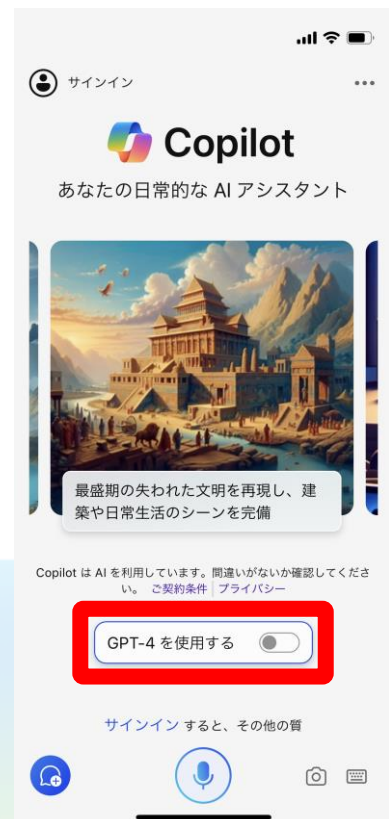 サインイン
Copilot
あなたの日常的な AI アシスタント
最盛期の失われた文明を再現し、建
築や日常生活のシーンを完備
Copilot は AI を利用しています。間違いがないか確認してくださ
い。 ご契約条件 | プライバシー
GPT-4 を使用する
サインイン すると、その他の質